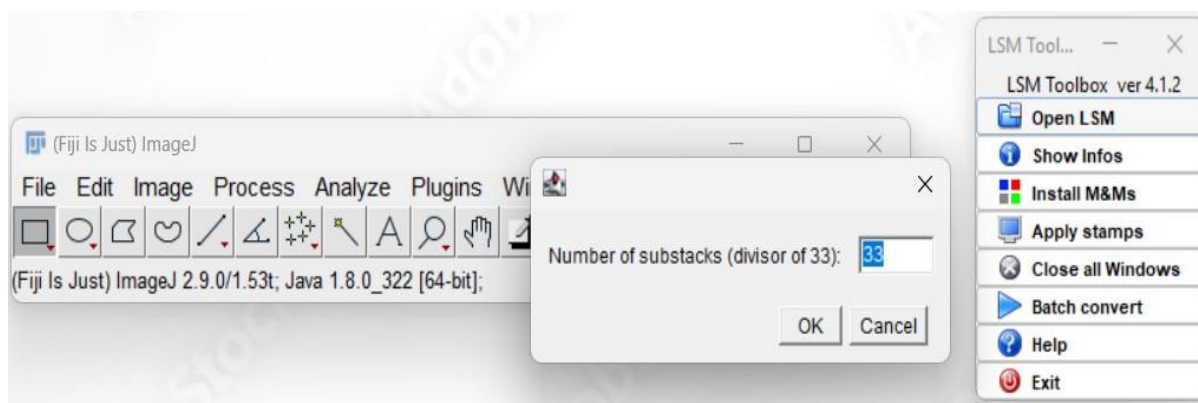 LSM Tool...
LSM Toolbox ver 4.1.2
Open LSM
Show Infos
Install M&Ms
Apply stamps
Close all Windows
Batch convert
Help
Exit
(Fiji Is Just) ImageJ
File Edit Image Process Analyze Plugins Wi
(Fiji Is Just) ImageJ 2.9.0/1.53t; Java 1.8.0_322 [64-bit];
Number of substacks (divisor of 33): 33
OK Cancel